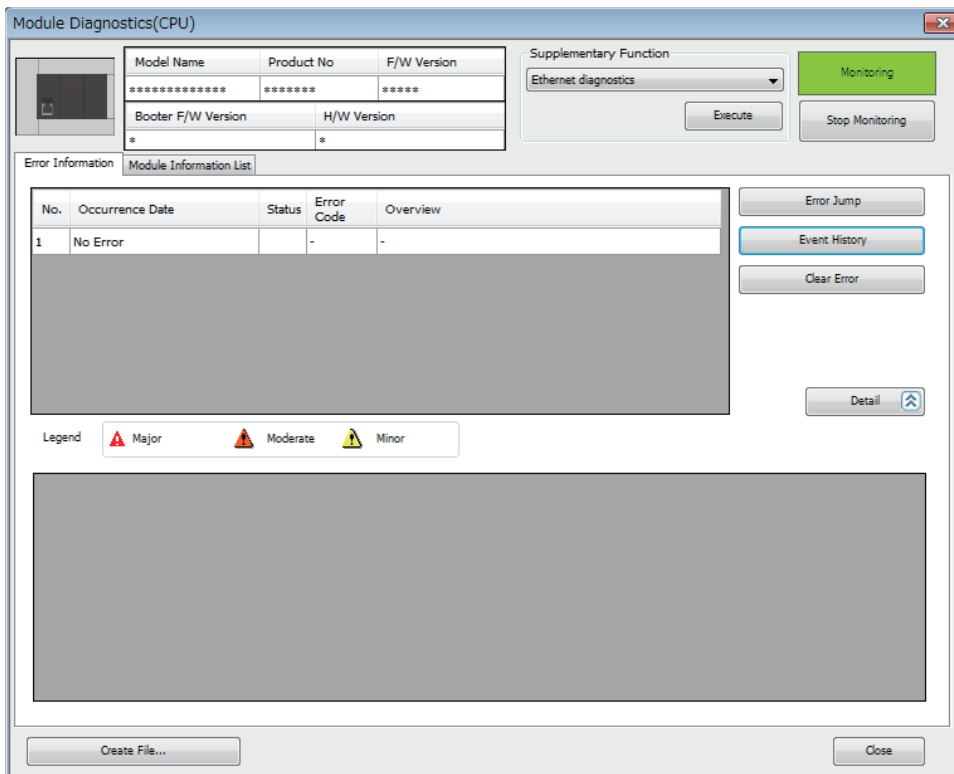 Module Diagnostics(CPU)
Model Name Product No F/W Version
************* ******* *****
Booter F/W Version H/W Version
* *
Supplementary Function
Ethernet diagnostics
Execute
Monitoring
Stop Monitoring
Error Information Module Information List
No. Occurrence Date Status Error Code Overview
1 No Error - -
Error Jump
Event History
Clear Error
Detail
Legend Major Moderate Minor
Create File... Close